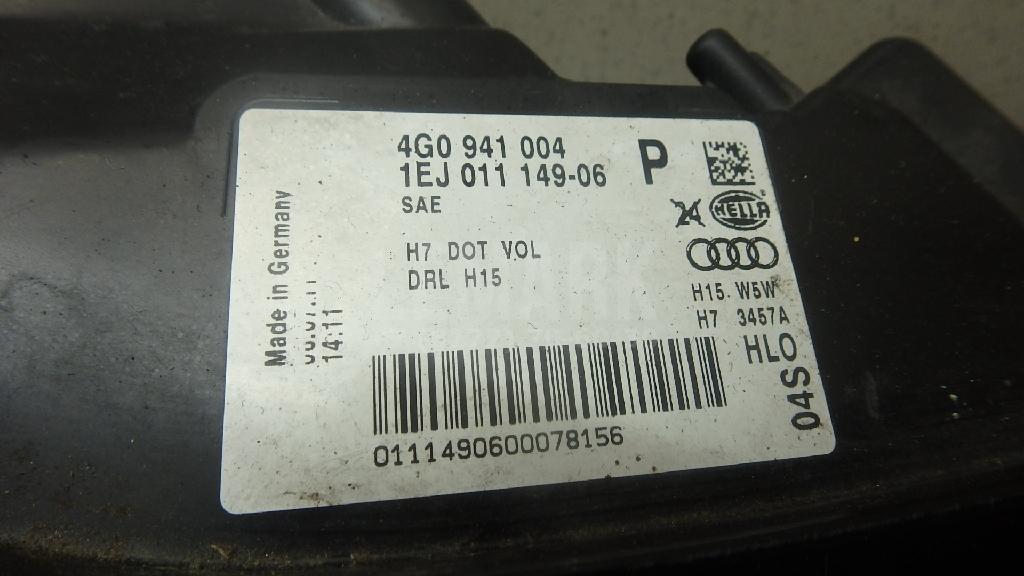 4G0 941 004
1EJ 011 149-06
P
SAE
HELLA
H7 DOT VOL
DRL H15
H15. W5W
H7 3457A
HLO
04S
Made in Germany
14:11
0111490600078156